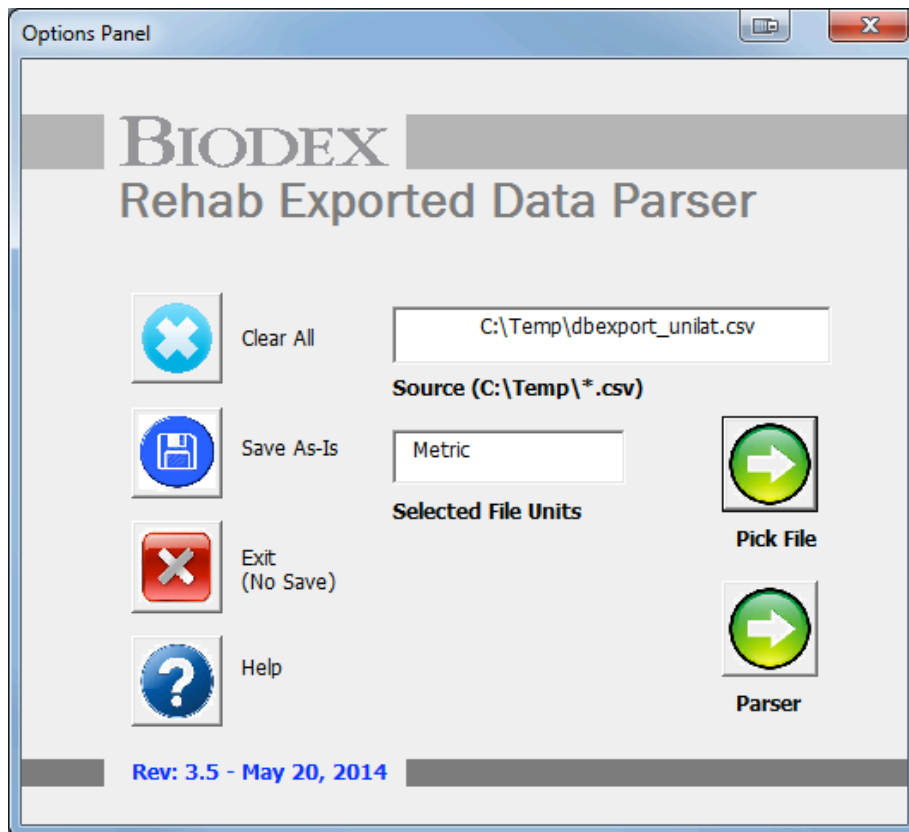 Options Panel
BIODEX
Rehab Exported Data Parser
Clear All
C:\Temp\dbexport_unilat.csv
Source (C:\Temp\*.csv)
Save As-Is
Metric
Selected File Units
Pick File
Exit
(No Save)
Help
Parser
Rev: 3.5 - May 20, 2014